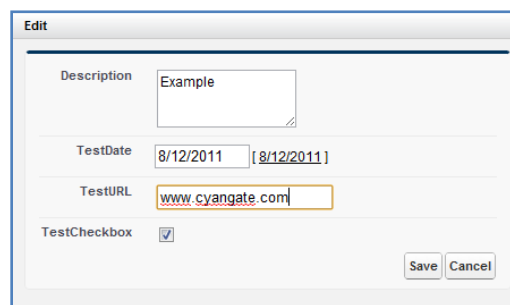 Edit
Description
Example
TestDate
8/12/2011 [ 8/12/2011 ]
TestURL
www.cyangate.com
TestCheckbox
Save Cancel